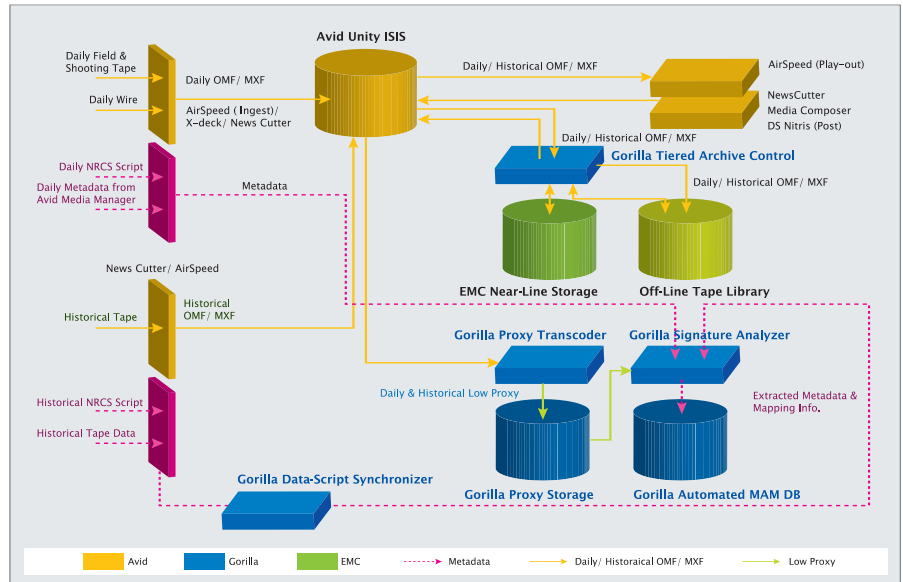 Avid Unity ISIS
Daily Field &
Shooting Tape
Daily OMF/ MXF
Daily Wire
AirSpeed (Ingest)/
X-deck/ News Cutter
Daily/ Historical OMF/ MXF
AirSpeed (Play-out)
NewsCutter
Media Composer
DS Nitris (Post)
Daily/ Historical OMF/ MXF
Gorilla Tiered Archive Control
Daily/ Historical OMF/ MXF
Daily NRCS Script
Daily Metadata from
Avid Media Manager
Metadata
EMC Near-Line Storage
Off-Line Tape Library
News Cutter/ AirSpeed
Historical Tape
Historical
OMF/ MXF
Gorilla Proxy Transcoder
Gorilla Signature Analyzer
Daily & Historical Low Proxy
Extracted Metadata &
Mapping Info.
Historical NRCS Script
Historical Tape Data
Gorilla Data-Script Synchronizer
Gorilla Proxy Storage
Gorilla Automated MAM DB
Avid
Gorilla
EMC
Metadata
Daily/ Historaical OMF/ MXF
Low Proxy